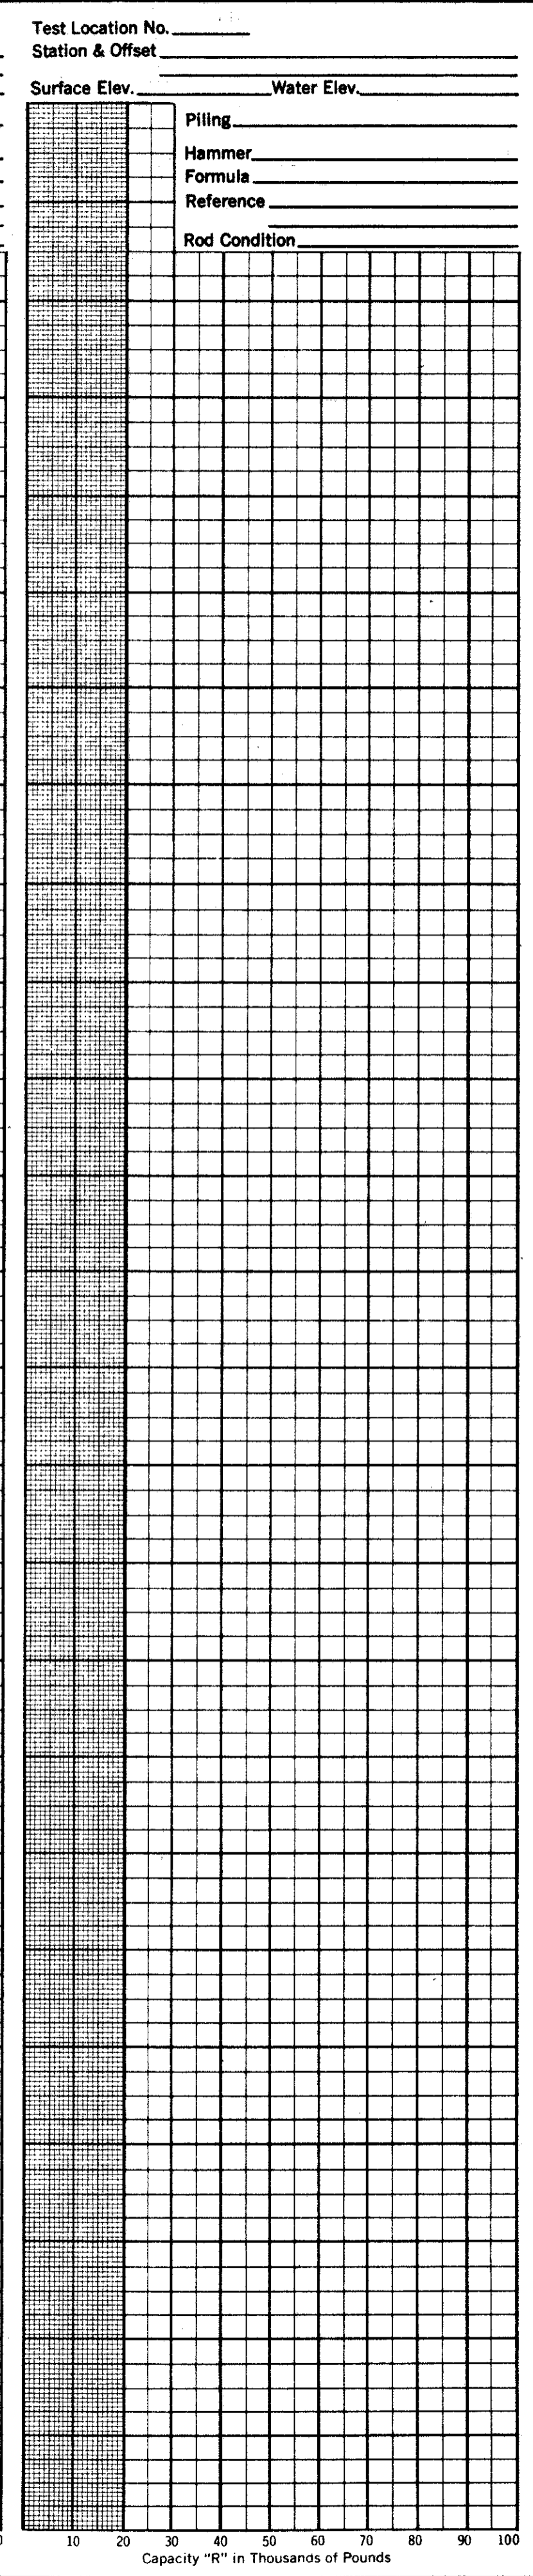 Test Location No.
Station & Offset
Surface Elev. Water Elev.
Piling
Hammer
Formula
Reference
Rod Condition
10 20 30 40 50 60 70 80 90 100
Capacity "R" in Thousands of Pounds